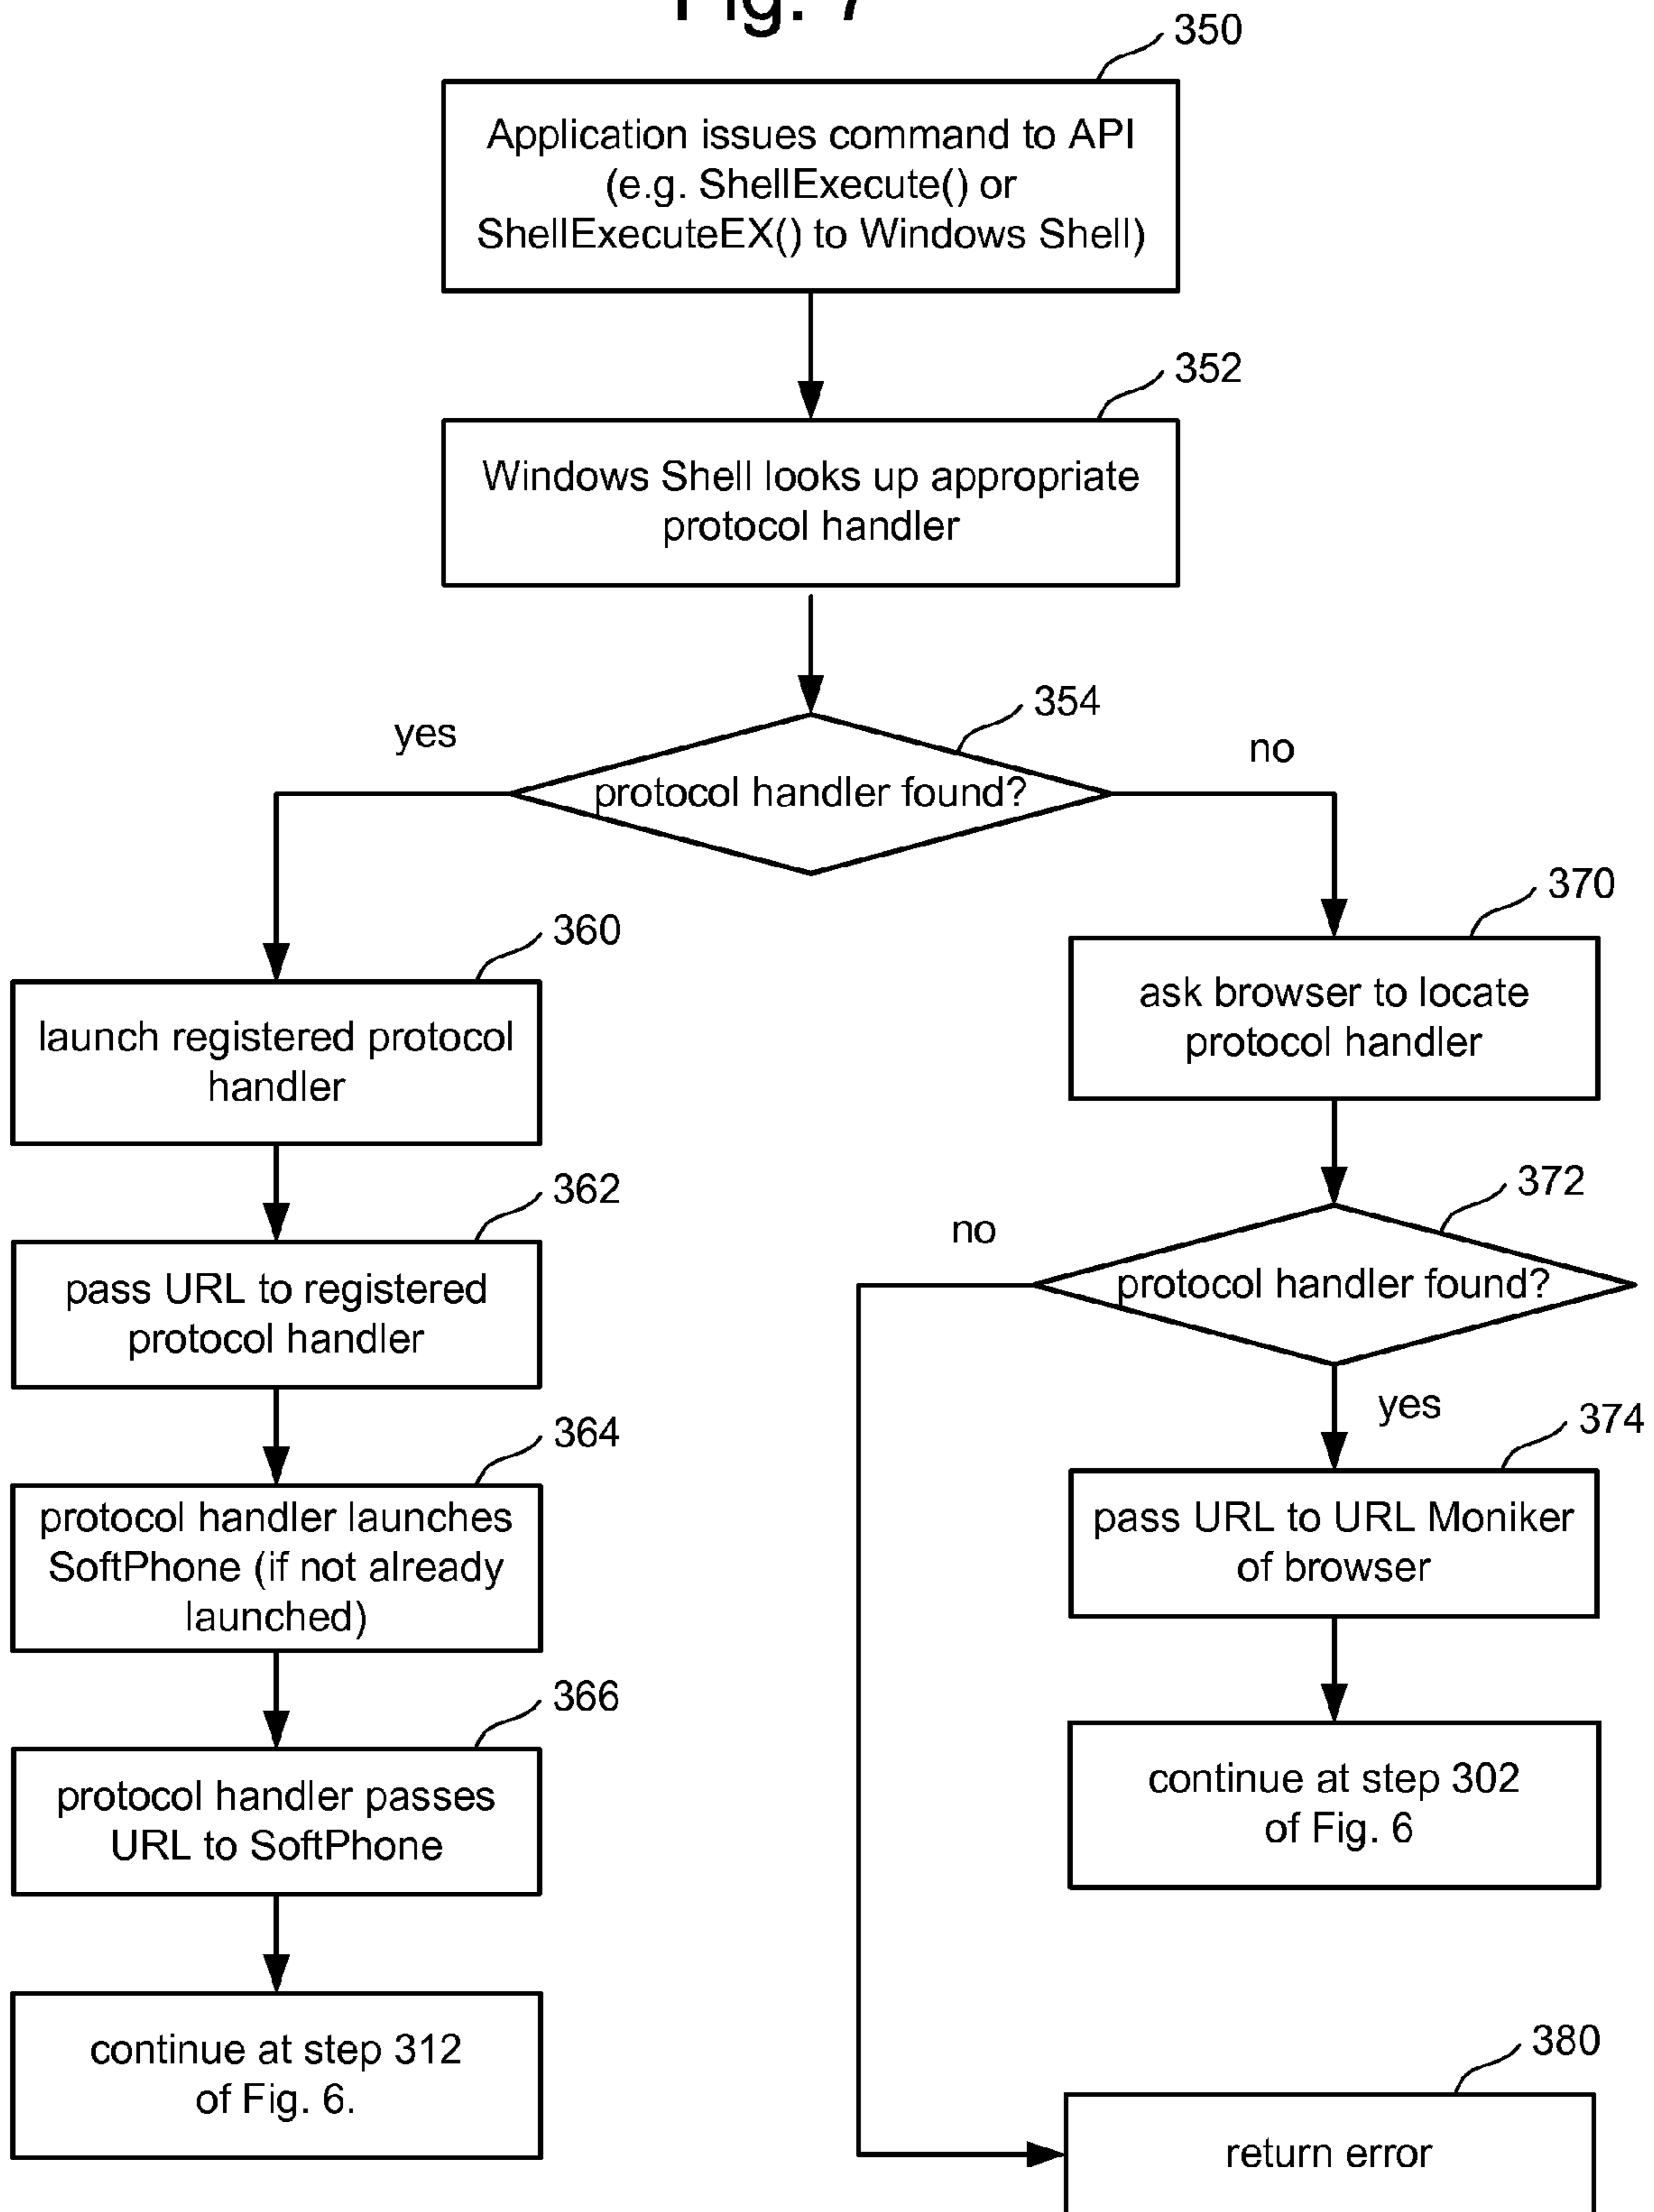 Fig. 7
350
Application issues command to API
(e.g. ShellExecute() or
ShellExecuteEX() to Windows Shell)
352
Windows Shell looks up appropriate
protocol handler
354
yes
no
protocol handler found?
360
launch registered protocol
handler
362
pass URL to registered
protocol handler
364
protocol handler launches
SoftPhone (if not already
launched)
366
protocol handler passes
URL to SoftPhone
continue at step 312
of Fig. 6.
370
ask browser to locate
protocol handler
372
no
protocol handler found?
yes
374
pass URL to URL Moniker
of browser
continue at step 302
of Fig. 6
380
return error